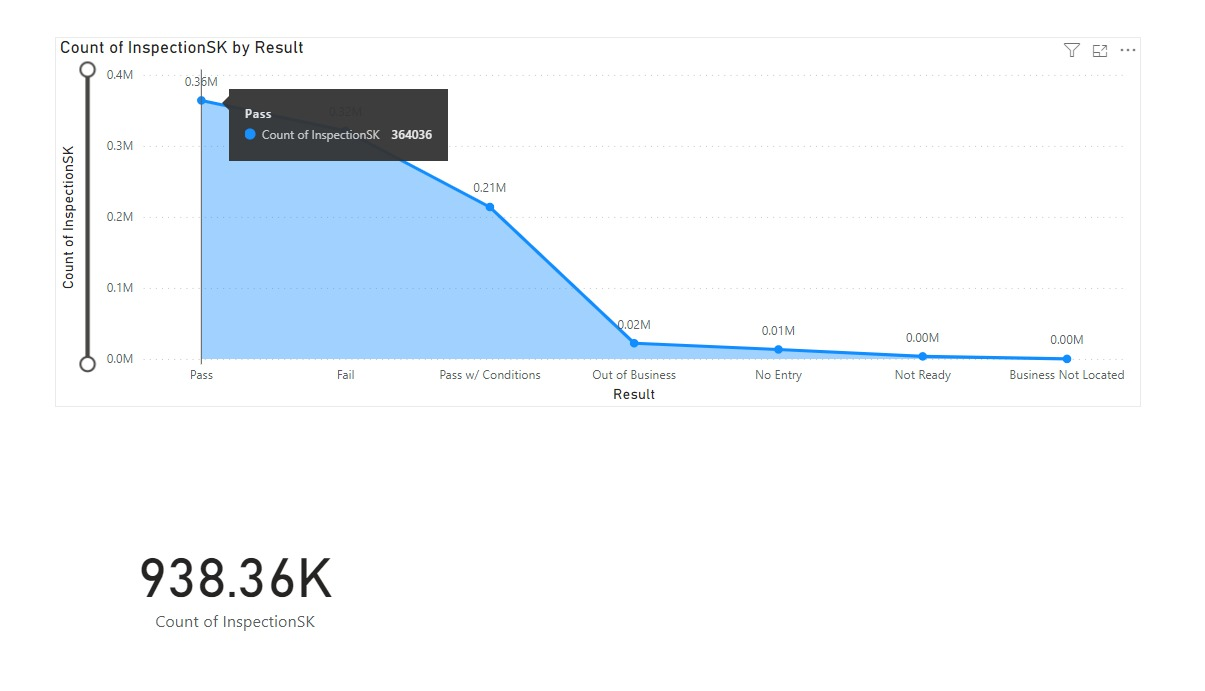 Count of InspectionSK by Result
Count of InspectionSK
0.4M
0.3M
0.2M
0.1M
0.0M
0.36M
0.32M
0.21M
0.02M
0.01M
0.00M
0.00M
Pass
Count of InspectionSK 364036
Pass
Fail
Pass w/ Conditions
Out of Business
No Entry
Not Ready
Business Not Located
Result
938.36K
Count of InspectionSK